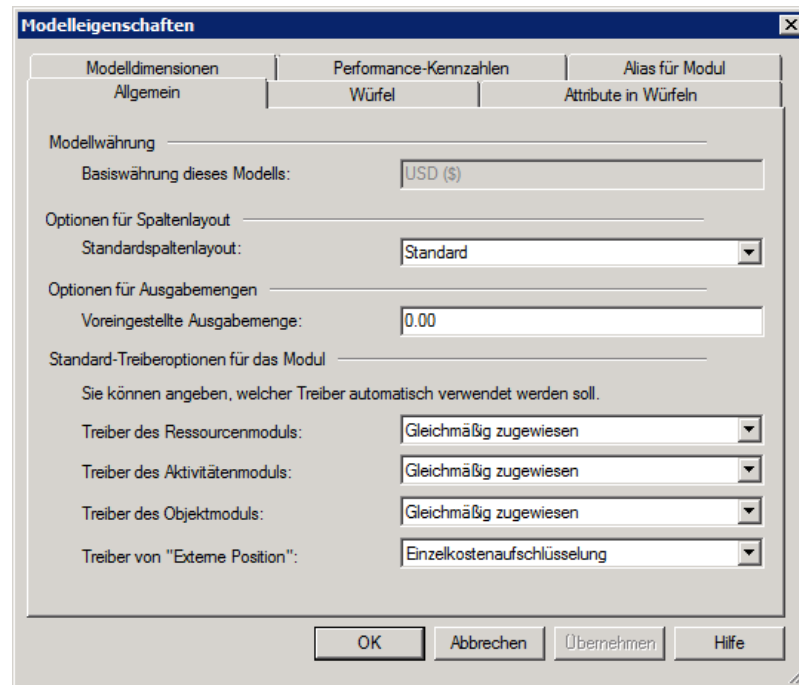 Modelleigenschaften
Modelldimensionen Performance-Kennzahlen Alias für Modul
Allgemein Würfel Attribute in Würfeln
Modellwährung
Basiswährung dieses Modells: USD ($)
Optionen für Spaltenlayout
Standardspaltenlayout: Standard
Optionen für Ausgabemengen
Voreingestellte Ausgabemenge: 0.00
Standard-Treiberoptionen für das Modul
Sie können angeben, welcher Treiber automatisch verwendet werden soll.
Treiber des Ressourcenmoduls: Gleichmäßig zugewiesen
Treiber des Aktivitätenmoduls: Gleichmäßig zugewiesen
Treiber des Objektmoduls: Gleichmäßig zugewiesen
Treiber von "Externe Position": Einzelkostenaufschlüsselung
OK Abbrechen Übernehmen Hilfe